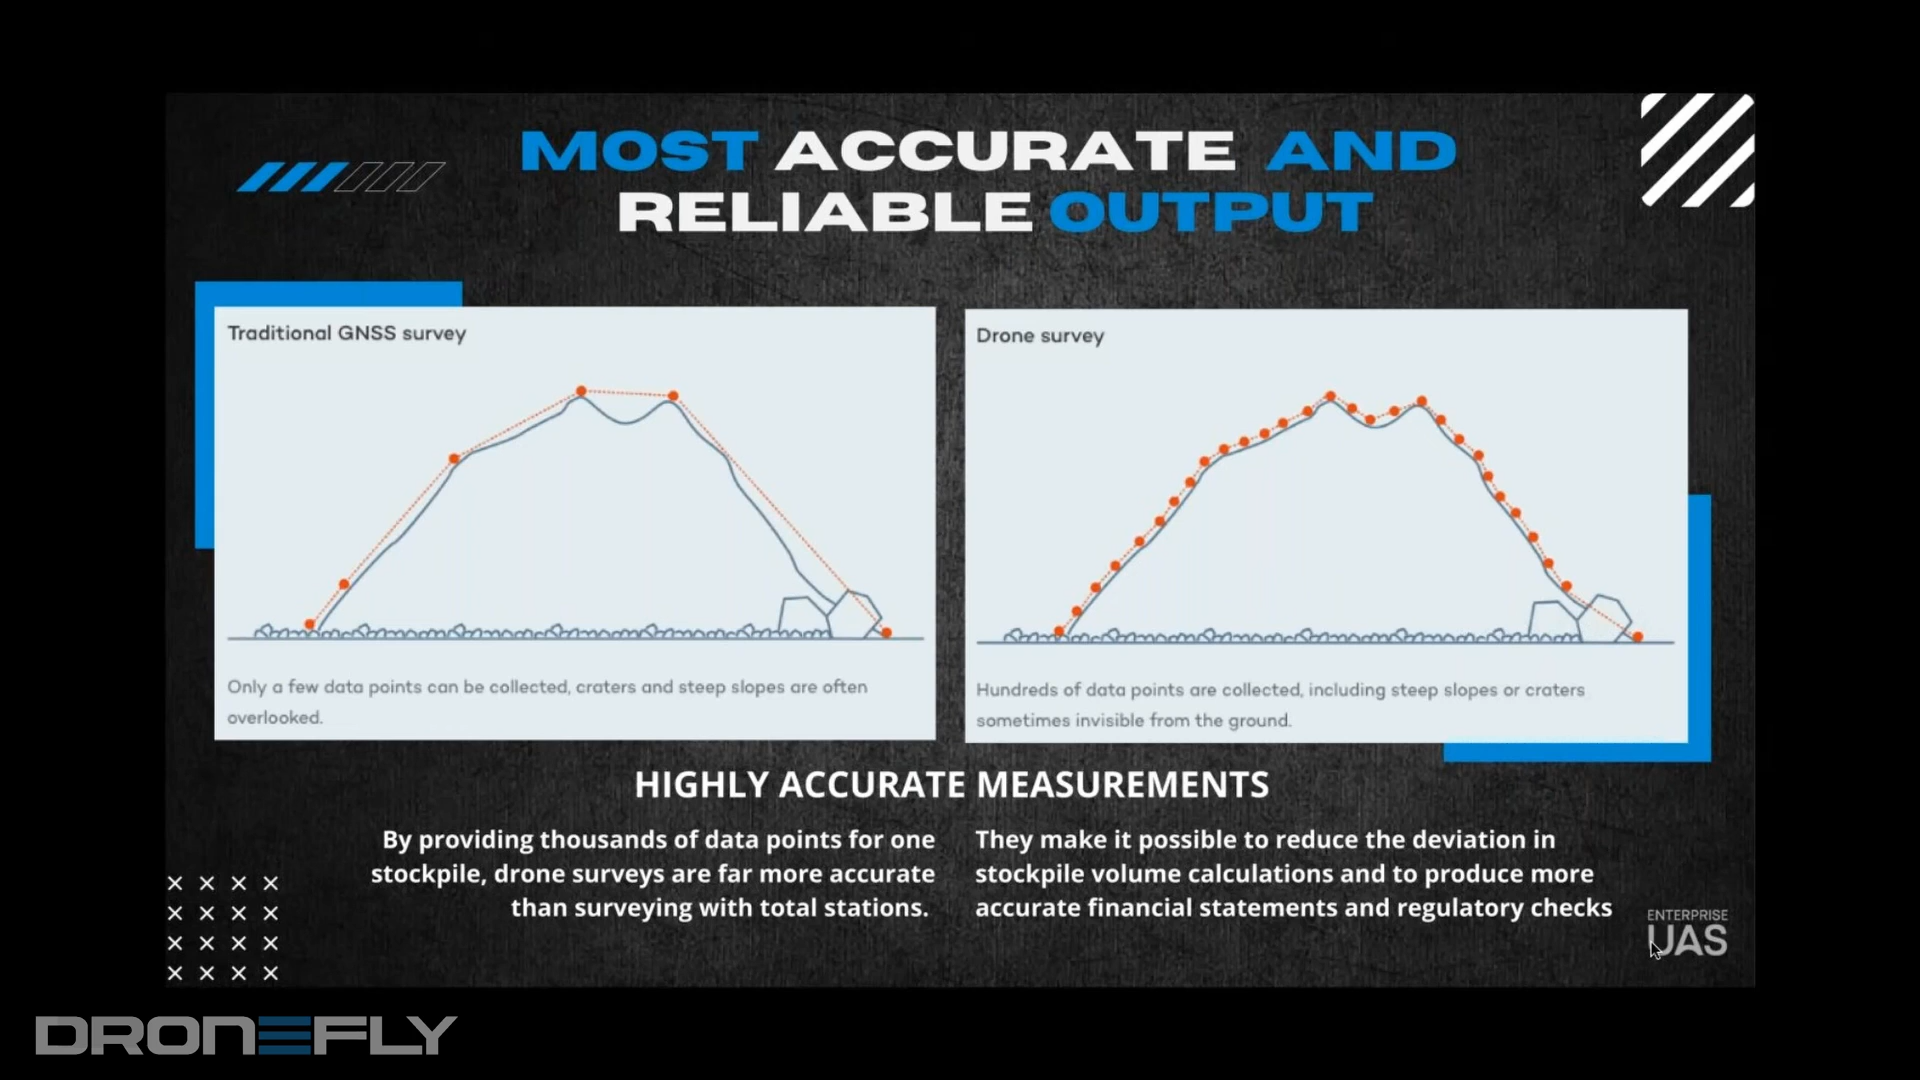 MOST ACCURATE AND
RELIABLE OUTPUT
Traditional GNSS survey
Only a few data points can be collected, craters and steep slopes are often
overlooked.
Drone survey
Hundreds of data points are collected, including steep slopes or craters
sometimes invisible from the ground.
HIGHLY ACCURATE MEASUREMENTS
By providing thousands of data points for one
stockpile, drone surveys are far more accurate
than surveying with total stations.
They make it possible to reduce the deviation in
stockpile volume calculations and to produce more
accurate financial statements and regulatory checks
ENTERPRISE
UAS
DRONEFLY